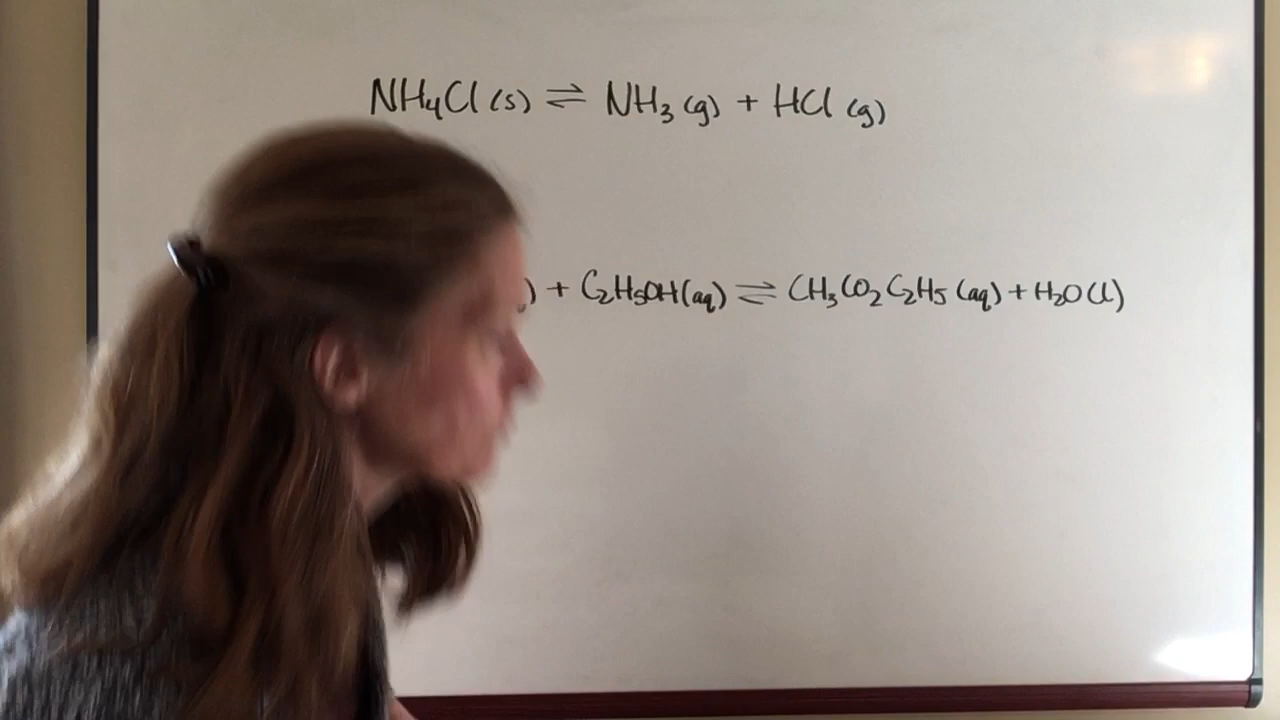 NH₄Cl (s) ⇌ NH₃ (g) + HCl (g)
) + C₂H₅OH(aq) ⇌ CH₃CO₂C₂H₅ (aq) + H₂O (l)